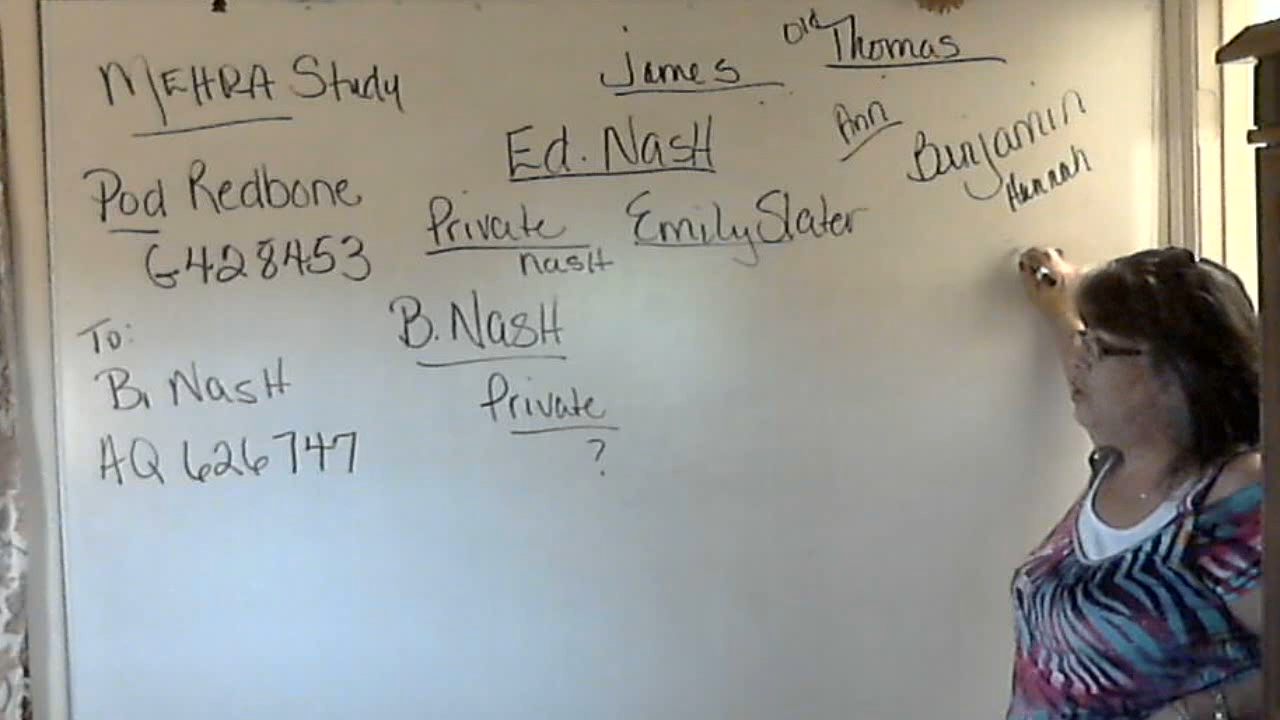 MEHRA Study
Pod Redbone
G428453
To:
B. NasH
AQ 626747
James
Old Thomas
Ed. NasH
Ann
Benjamin
Hannah
Private
nasH
Emily Slater
B. NasH
Private
?